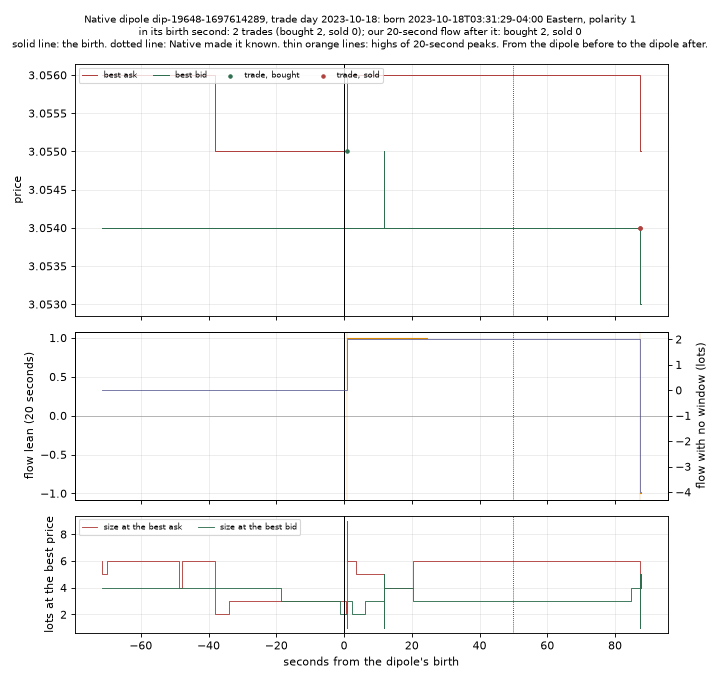 Native dipole dip-19648-1697614289, trade day 2023-10-18: born 2023-10-18T03:31:29-04:00 Eastern, polarity 1
in its birth second: 2 trades (bought 2, sold 0); our 20-second flow after it: bought 2, sold 0
solid line: the birth. dotted line: Native made it known. thin orange lines: highs of 20-second peaks. From the dipole before to the dipole after.
best ask
best bid
trade, bought
trade, sold
price
3.0560
3.0555
3.0550
3.0545
3.0540
3.0535
3.0530
flow lean (20 seconds)
1.0
0.5
0.0
−0.5
−1.0
2
1
0
−1
−2
−3
−4
flow with no window (lots)
size at the best ask
size at the best bid
lots at the best price
8
6
4
2
−60
−40
−20
0
20
40
60
80
seconds from the dipole's birth